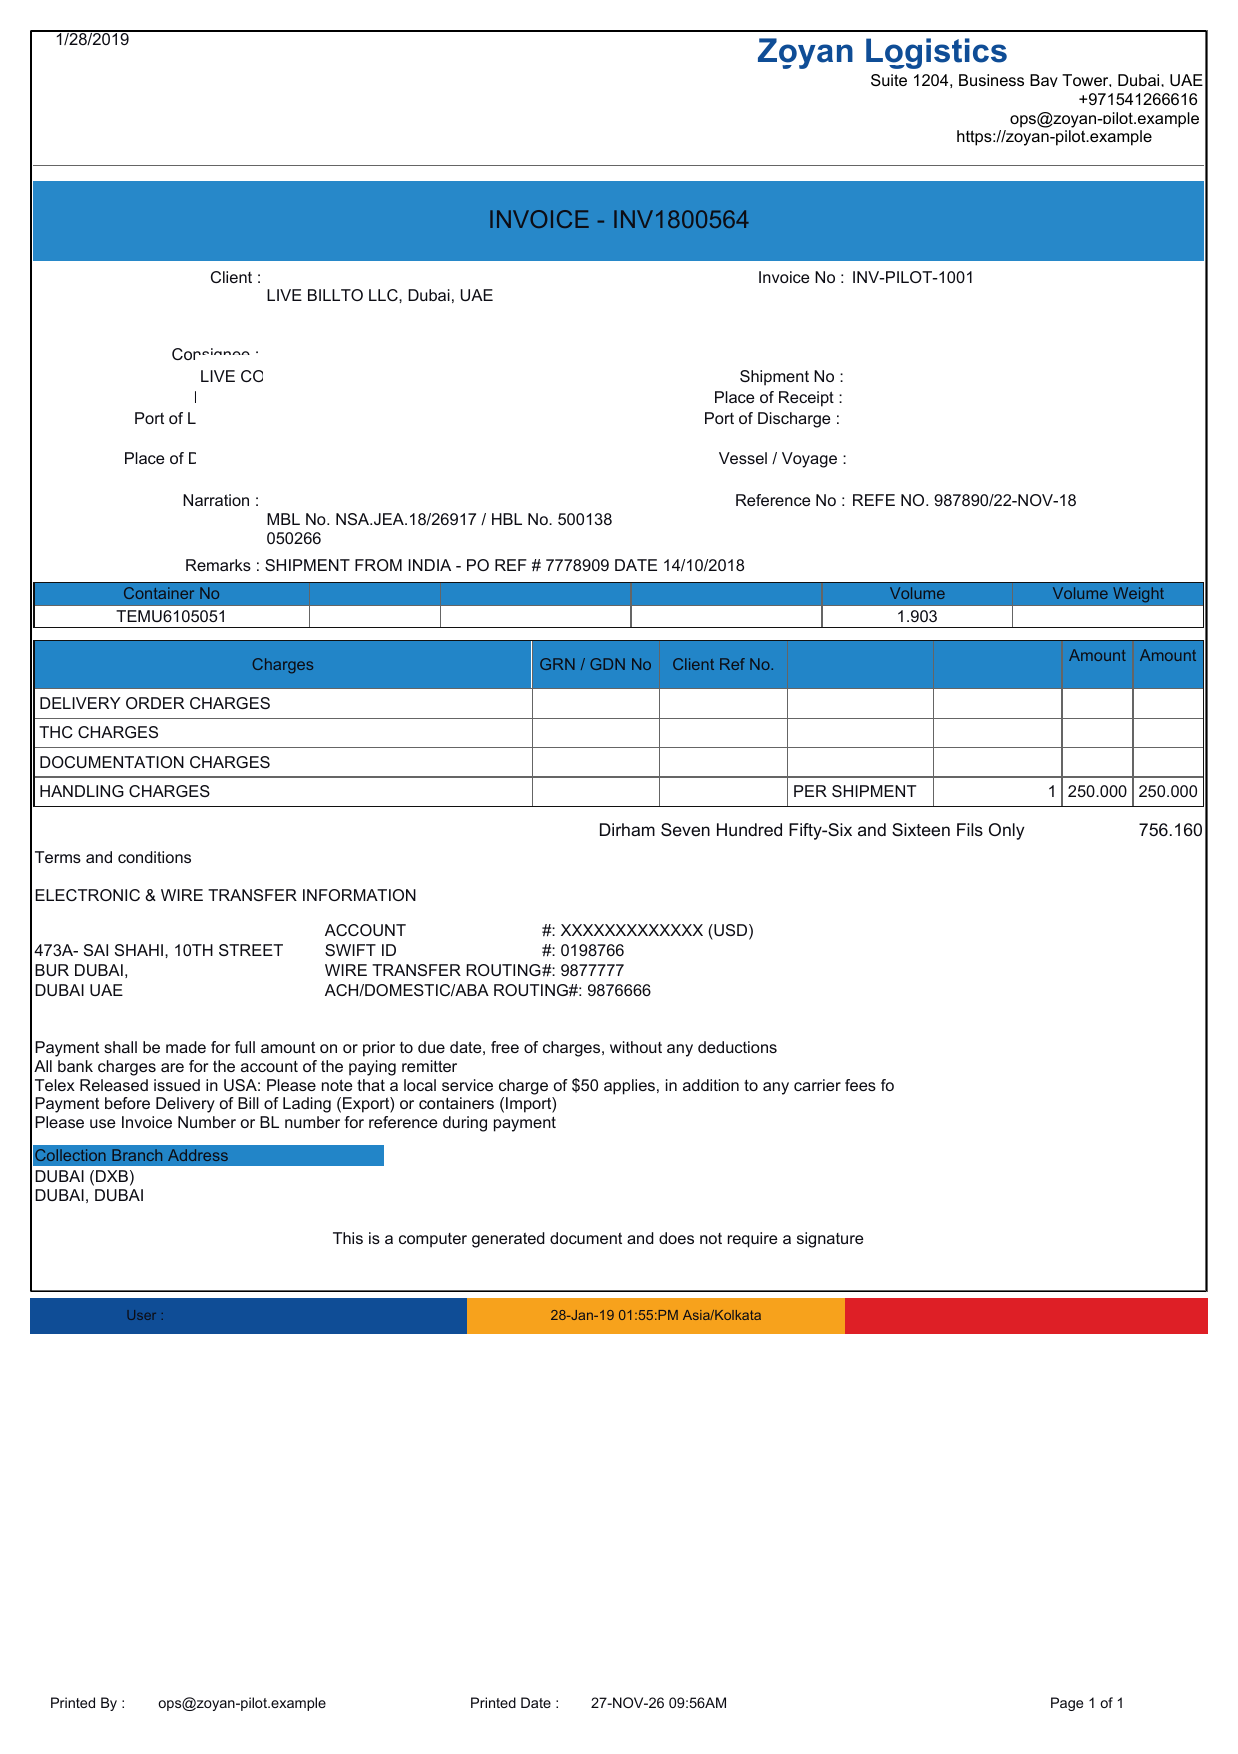 1/28/2019
Zoyan Logistics
Suite 1204, Business Bay Tower, Dubai, UAE
+971541266616
ops@zoyan-pilot.example
https://zoyan-pilot.example
INVOICE - INV1800564
Client :
Invoice No : INV-PILOT-1001
LIVE BILLTO LLC, Dubai, UAE
Consignee :
LIVE CO
Shipment No :
Place of Receipt :
Port of L
Port of Discharge :
Place of D
Vessel / Voyage :
Narration :
Reference No : REFE NO. 987890/22-NOV-18
MBL No. NSA.JEA.18/26917 / HBL No. 500138
050266
Remarks : SHIPMENT FROM INDIA - PO REF # 7778909 DATE 14/10/2018
Container No Volume Volume Weight
TEMU6105051 1.903
Charges GRN / GDN No Client Ref No. Amount Amount
DELIVERY ORDER CHARGES
THC CHARGES
DOCUMENTATION CHARGES
HANDLING CHARGES PER SHIPMENT 1 250.000 250.000
Dirham Seven Hundred Fifty-Six and Sixteen Fils Only 756.160
Terms and conditions
ELECTRONIC & WIRE TRANSFER INFORMATION
ACCOUNT #: XXXXXXXXXXXXX (USD)
473A- SAI SHAHI, 10TH STREET SWIFT ID #: 0198766
BUR DUBAI, WIRE TRANSFER ROUTING#: 9877777
DUBAI UAE ACH/DOMESTIC/ABA ROUTING#: 9876666
Payment shall be made for full amount on or prior to due date, free of charges, without any deductions
All bank charges are for the account of the paying remitter
Telex Released issued in USA: Please note that a local service charge of $50 applies, in addition to any carrier fees fo
Payment before Delivery of Bill of Lading (Export) or containers (Import)
Please use Invoice Number or BL number for reference during payment
Collection Branch Address
DUBAI (DXB)
DUBAI, DUBAI
This is a computer generated document and does not require a signature
User :
28-Jan-19 01:55:PM Asia/Kolkata
Printed By : ops@zoyan-pilot.example Printed Date : 27-NOV-26 09:56AM Page 1 of 1